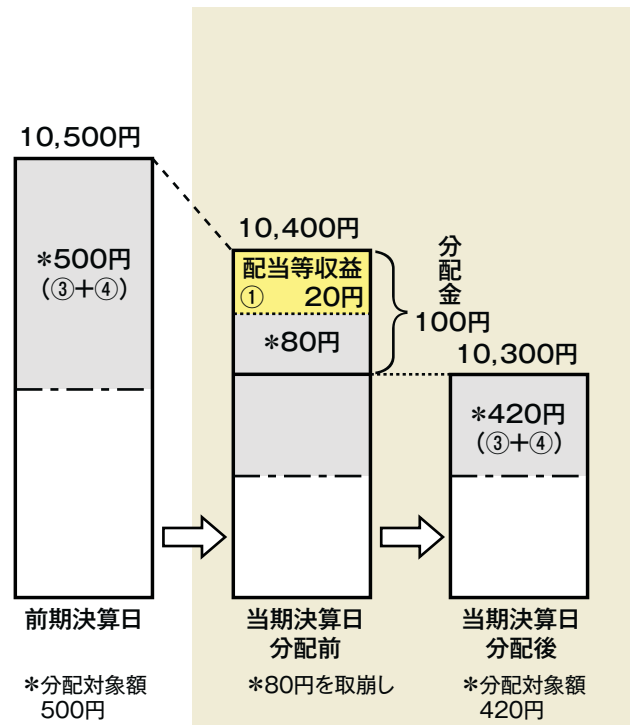 10,500円
*500円
(③+④)
前期決算日
*分配対象額
500円
10,400円
配当等収益
① 20円
*80円
分配金
100円
当期決算日
分配前
*80円を取崩し
10,300円
*420円
(③+④)
当期決算日
分配後
*分配対象額
420円